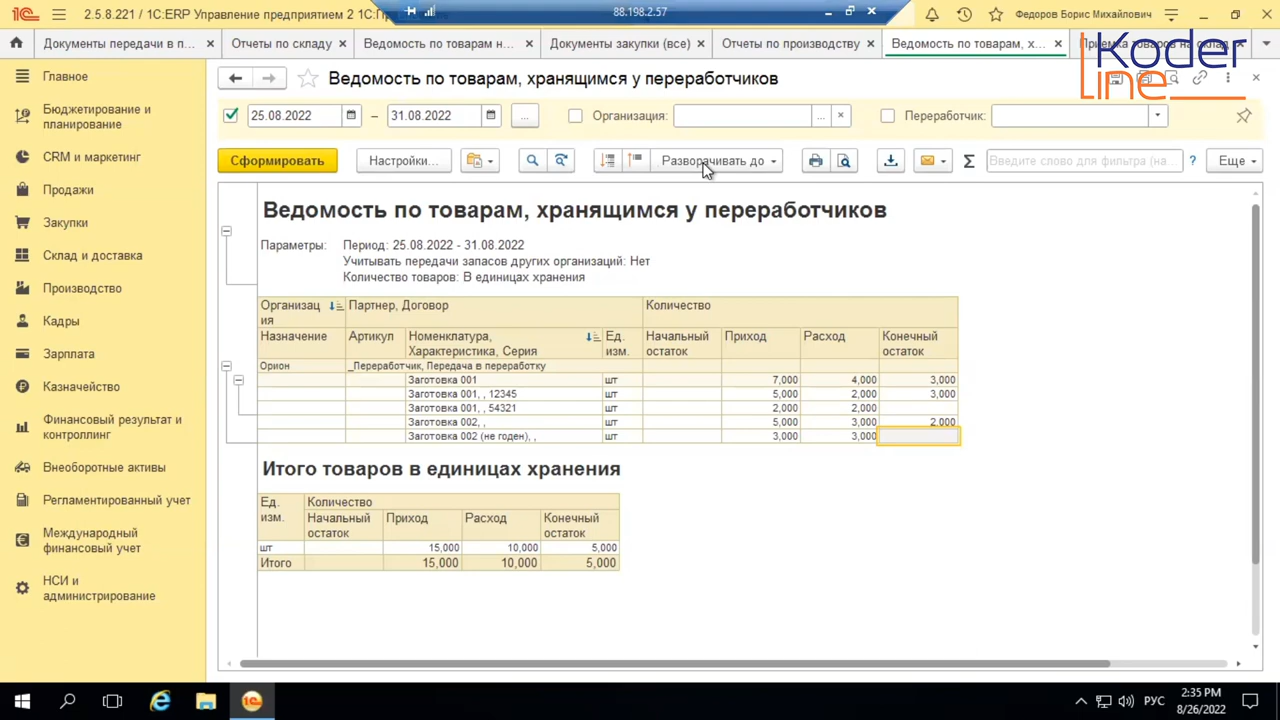 88.198.2.57
1С 2.5.8.221 / 1С:ERP Управление предприятием 2 1С:П... Федоров Борис Михайлович
Документы передачи в п... × Отчеты по складу × Ведомость по товарам н... × Документы закупки (все) × Отчеты по производству × Ведомость по товарам, х... × Приемка товаров на склад ×
Koder
line
Главное
Бюджетирование и
планирование
CRM и маркетинг
Продажи
Закупки
Склад и доставка
Производство
Кадры
Зарплата
Казначейство
Финансовый результат и
контроллинг
Внеоборотные активы
Регламентированный учет
Международный
финансовый учет
НСИ и
администрирование
Ведомость по товарам, хранящимся у переработчиков
25.08.2022 – 31.08.2022 ... Организация: ... × Переработчик:
Сформировать Настройки... Разворачивать до Σ Введите слово для фильтра (на... ? Еще
Ведомость по товарам, хранящимся у переработчиков
Параметры: Период: 25.08.2022 - 31.08.2022
Учитывать передачи запасов других организаций: Нет
Количество товаров: В единицах хранения
Организац
ия Партнер, Договор Количество
Назначение Артикул Номенклатура,
Характеристика, Серия Ед.
изм. Начальный
остаток Приход Расход Конечный
остаток
Орион _Переработчик, Передача в переработку
Заготовка 001 шт 7,000 4,000 3,000
Заготовка 001, , 12345 шт 5,000 2,000 3,000
Заготовка 001, , 54321 шт 2,000 2,000
Заготовка 002, , шт 5,000 3,000 2,000
Заготовка 002 (не годен), , шт 3,000 3,000
Итого товаров в единицах хранения
Ед.
изм. Количество
Начальный
остаток Приход Расход Конечный
остаток
шт 15,000 10,000 5,000
Итого 15,000 10,000 5,000
1С РУС 2:35 PM
8/26/2022